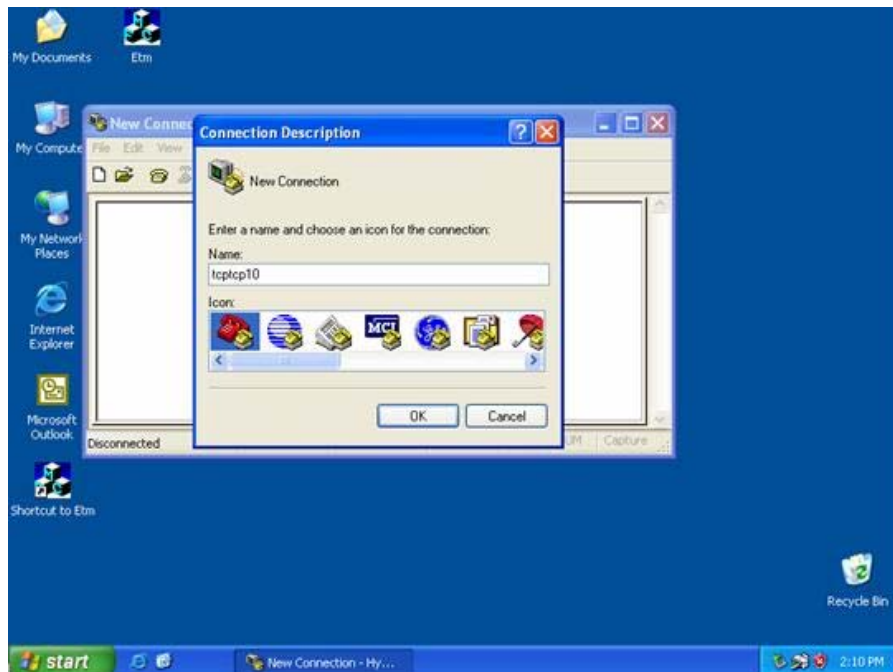 My Documents
Etm
My Compute
My Network
Places
Internet
Explorer
Microsoft
Outlook
Shortcut to Etm
New Connec
File Edit View
Connection Description
New Connection
Enter a name and choose an icon for the connection:
Name:
tcptcp10
Icon:
MCI
OK Cancel
Disconnected
UM Capture
Recycle Bin
start
New Connection - Hy...
2:10 PM